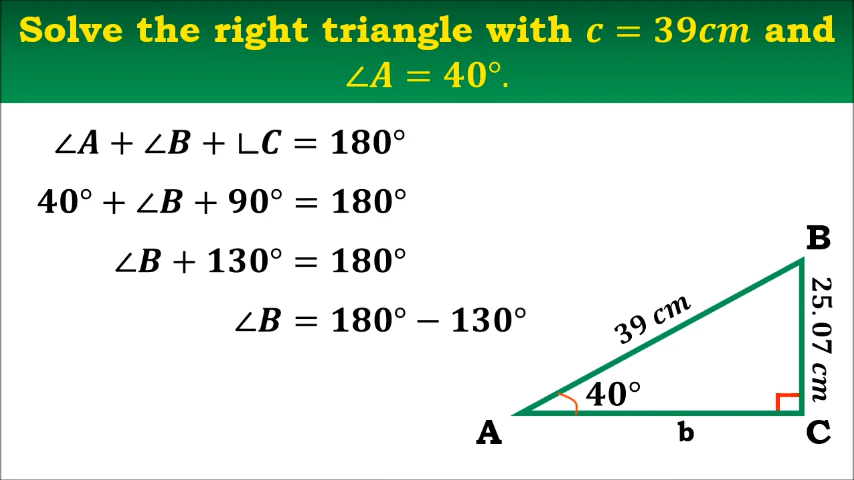 Solve the right triangle with c = 39cm and
∠A = 40°.
∠A + ∠B + ∟C = 180°
40° + ∠B + 90° = 180°
∠B + 130° = 180°
∠B = 180° − 130°
B
39 cm
25.07 cm
40°
A
b
C